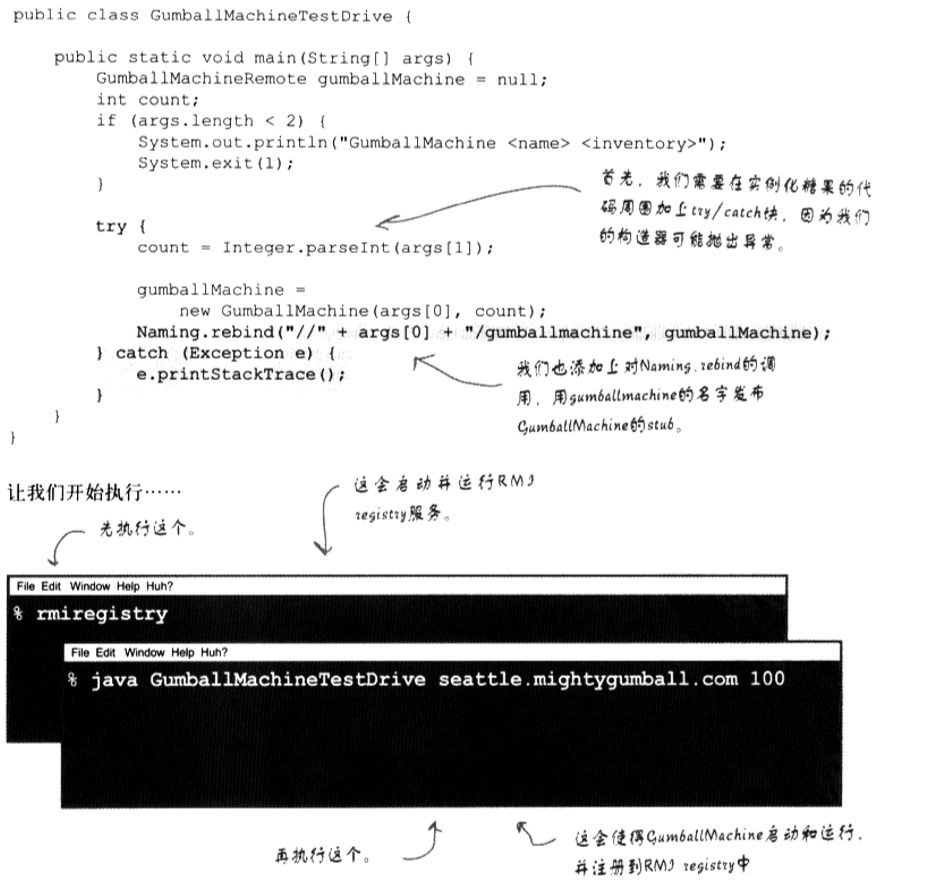 public class GumballMachineTestDrive {
public static void main(String[] args) {
GumballMachineRemote gumballMachine = null;
int count;
if (args.length < 2) {
System.out.println("GumballMachine <name> <inventory>");
System.exit(1);
}
首先，我们需要在实例化糖果的代
码周围加上try/catch快，因为我们
的构造器可能抛出异常。
try {
count = Integer.parseInt(args[1]);
gumballMachine =
new GumballMachine(args[0], count);
Naming.rebind("//" + args[0] + "/gumballmachine", gumballMachine);
} catch (Exception e) {
e.printStackTrace();
}
}
}
我们也添加上对Naming.rebind的调
用，用gumballmachine的名字发布
GumballMachine的stub。
让我们开始执行……
先执行这个。
这会启动并运行RMI
registry服务。
File Edit Window Help Huh?
% rmiregistry
File Edit Window Help Huh?
% java GumballMachineTestDrive seattle.mightygumball.com 100
再执行这个。
这会使得GumballMachine启动和运行，
并注册到RMI registry中